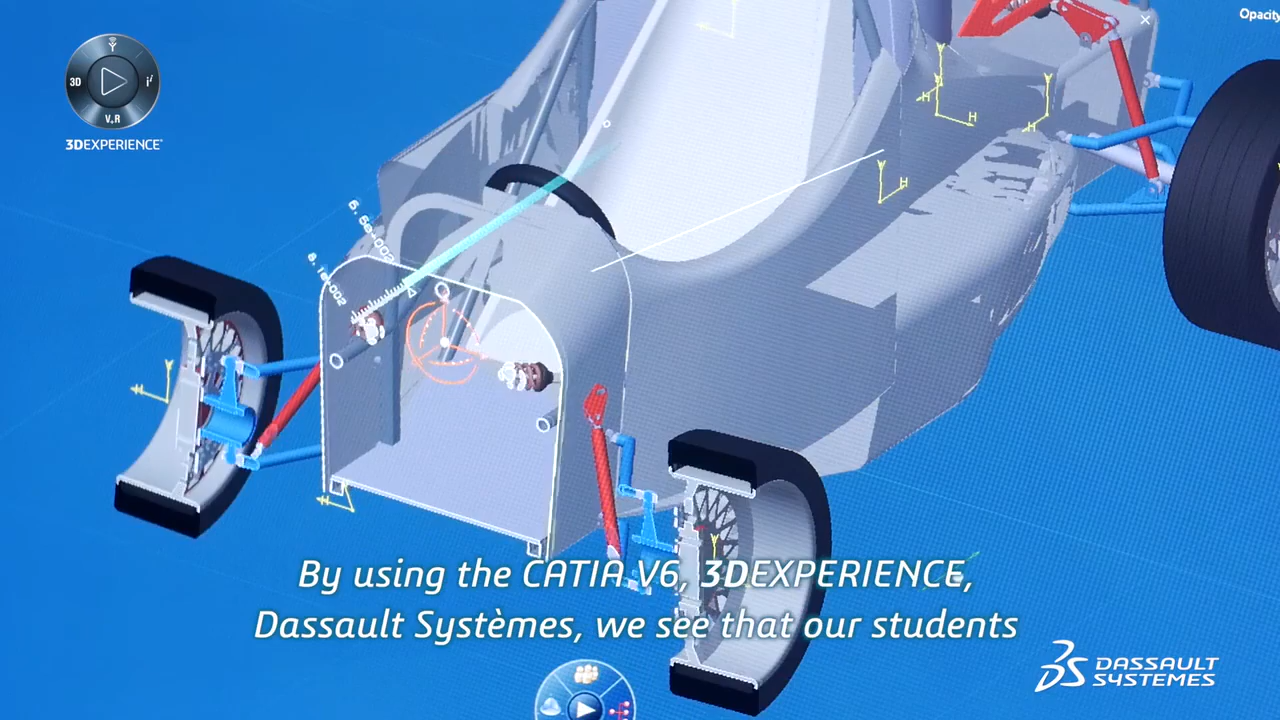 Opacity
3D
V.R
i
3DEXPERIENCE
H
H
H
H
H
Y
Y
Y
Y
Y
By using the CATIA V6, 3DEXPERIENCE,
Dassault Systèmes, we see that our students
DASSAULT
SYSTEMES